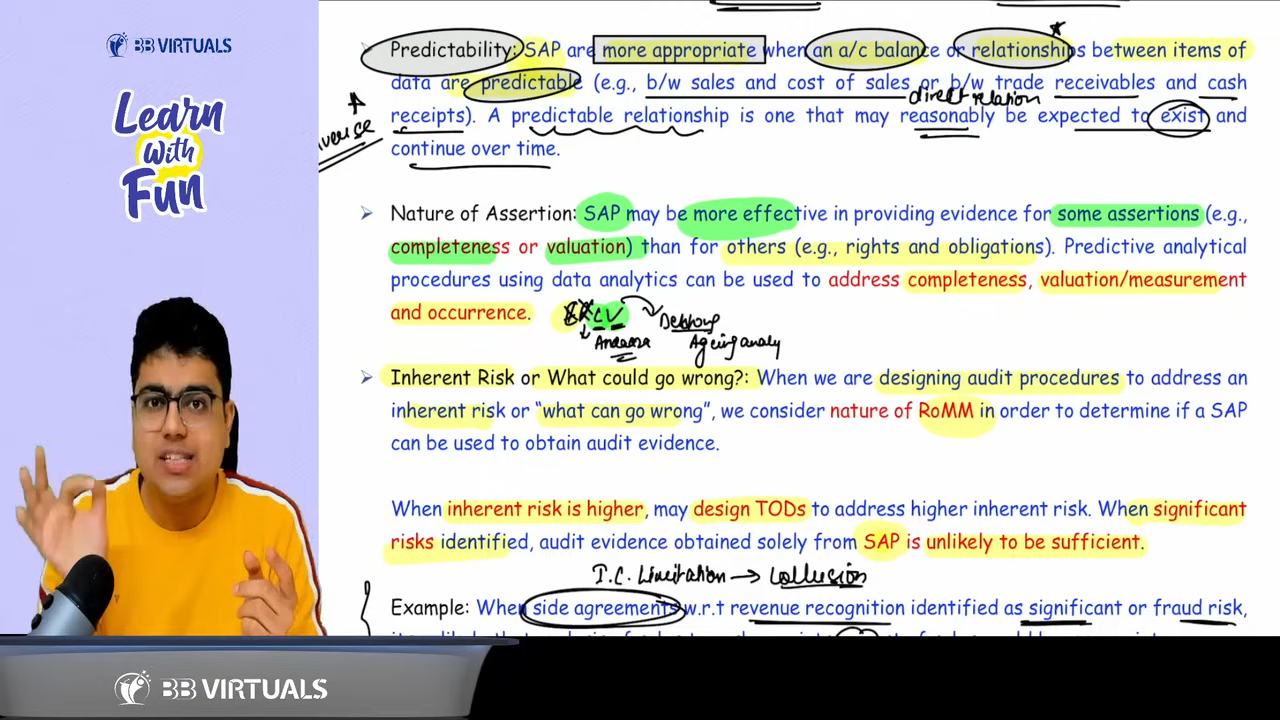 BB VIRTUALS
Learn
With
Fun
Predictability: SAP are more appropriate when an a/c balance or relationships between items of
data are predictable (e.g., b/w sales and cost of sales or b/w trade receivables and cash
direct relation
receipts). A predictable relationship is one that may reasonably be expected to exist and
continue over time.
Nature of Assertion: SAP may be more effective in providing evidence for some assertions (e.g.,
completeness or valuation) than for others (e.g., rights and obligations). Predictive analytical
procedures using data analytics can be used to address completeness, valuation/measurement
and occurrence.
CV
Inherent Risk or What could go wrong?: When we are designing audit procedures to address an
inherent risk or “what can go wrong”, we consider nature of RoMM in order to determine if a SAP
can be used to obtain audit evidence.
When inherent risk is higher, may design TODs to address higher inherent risk. When significant
risks identified, audit evidence obtained solely from SAP is unlikely to be sufficient.
I.C. Limitation → Collusion
Example: When side agreements w.r.t revenue recognition identified as significant or fraud risk,
BB VIRTUALS